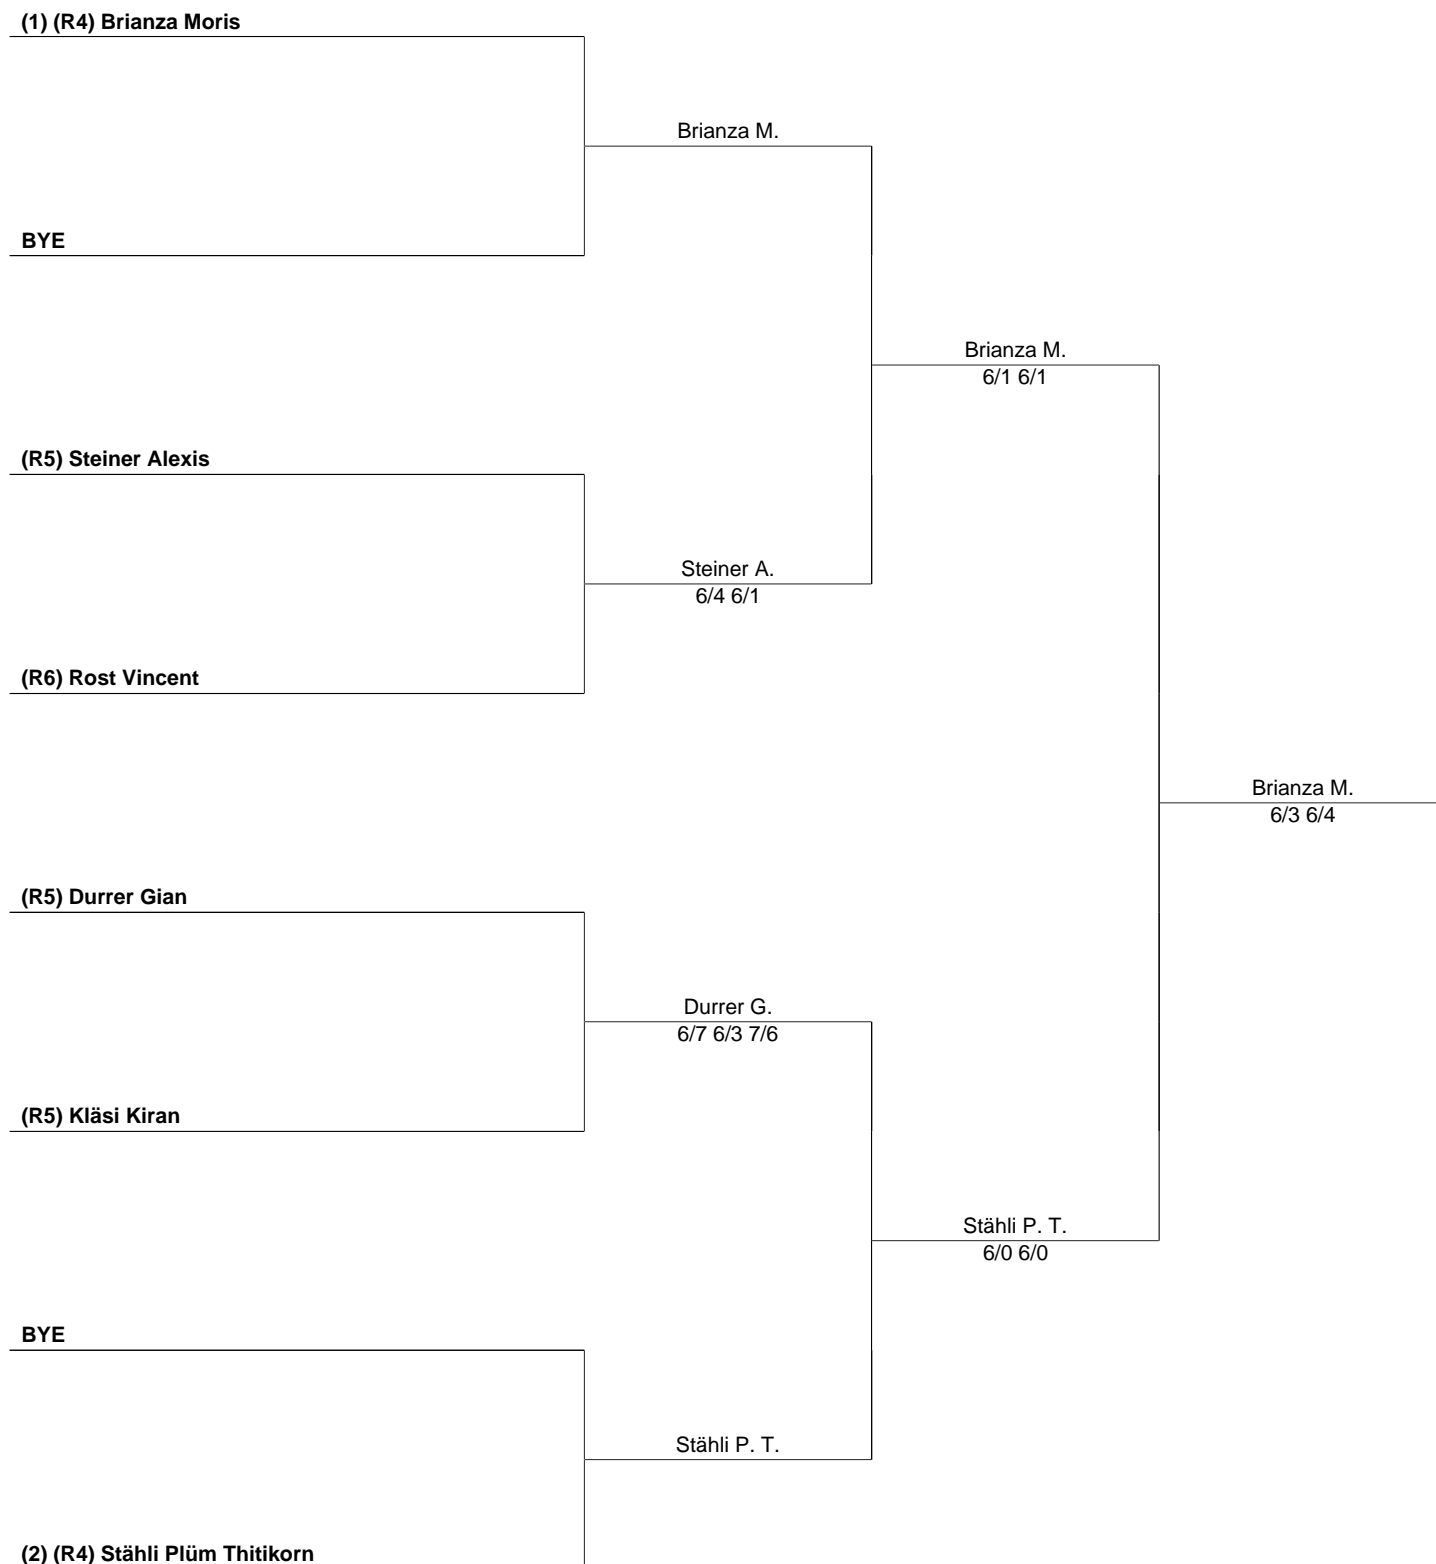 (1) (R4) Brianza Moris
Brianza M.
BYE
Brianza M.
6/1 6/1
(R5) Steiner Alexis
Steiner A.
6/4 6/1
(R6) Rost Vincent
Brianza M.
6/3 6/4
(R5) Durrer Gian
Durrer G.
6/7 6/3 7/6
(R5) Kläsi Kiran
Stähli P. T.
6/0 6/0
BYE
Stähli P. T.
(2) (R4) Stähli Plüm Thitikorn